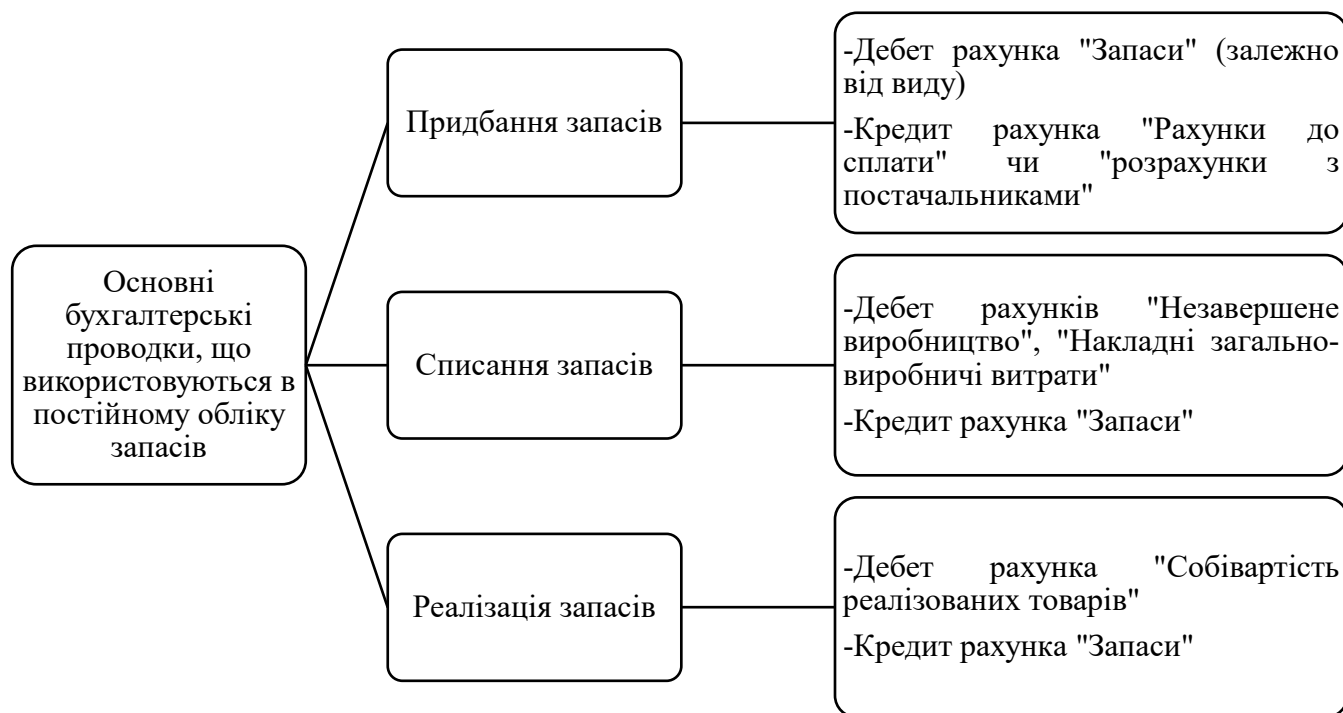 Основні
бухгалтерські
проводки, що
використовуються в
постійному обліку
запасів
Придбання запасів
-Дебет рахунка "Запаси" (залежно
від виду)
-Кредит рахунка "Рахунки до
сплати" чи "розрахунки з
постачальниками"
Списання запасів
-Дебет рахунків "Незавершене
виробництво", "Накладні загально-
виробничі витрати"
-Кредит рахунка "Запаси"
Реалізація запасів
-Дебет рахунка "Собівартість
реалізованих товарів"
-Кредит рахунка "Запаси"